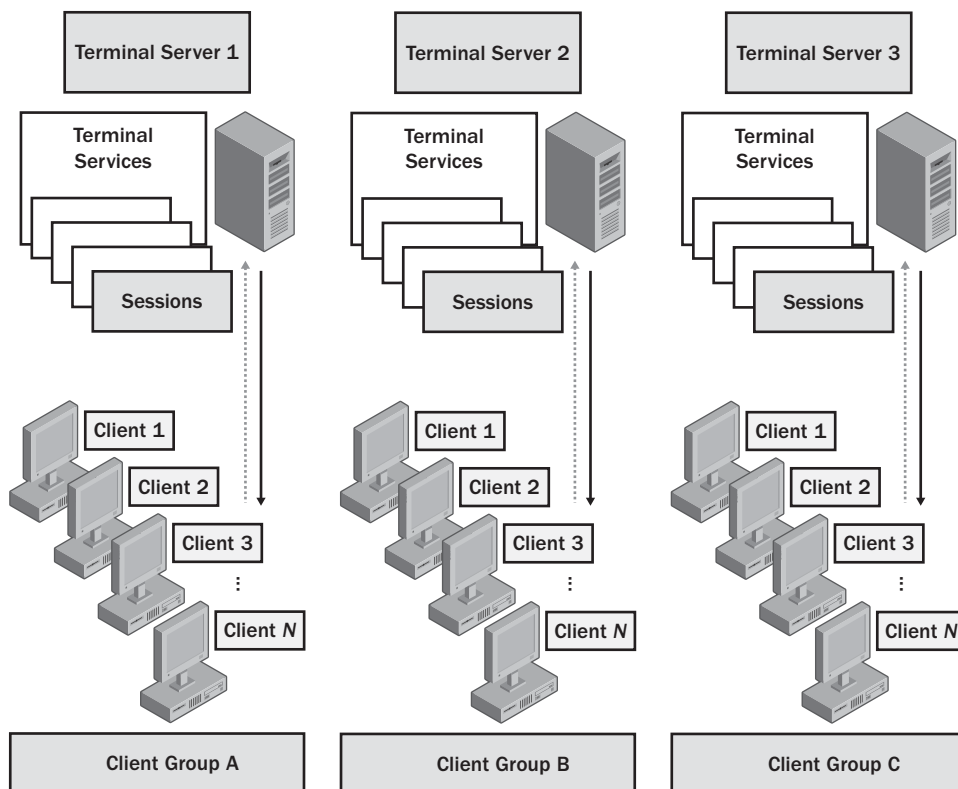 Terminal Server 1
Terminal Server 2
Terminal Server 3
Terminal
Services
Sessions
Terminal
Services
Sessions
Terminal
Services
Sessions
Client 1
Client 2
Client 3
⋮
Client N
Client 1
Client 2
Client 3
⋮
Client N
Client 1
Client 2
Client 3
⋮
Client N
Client Group A
Client Group B
Client Group C